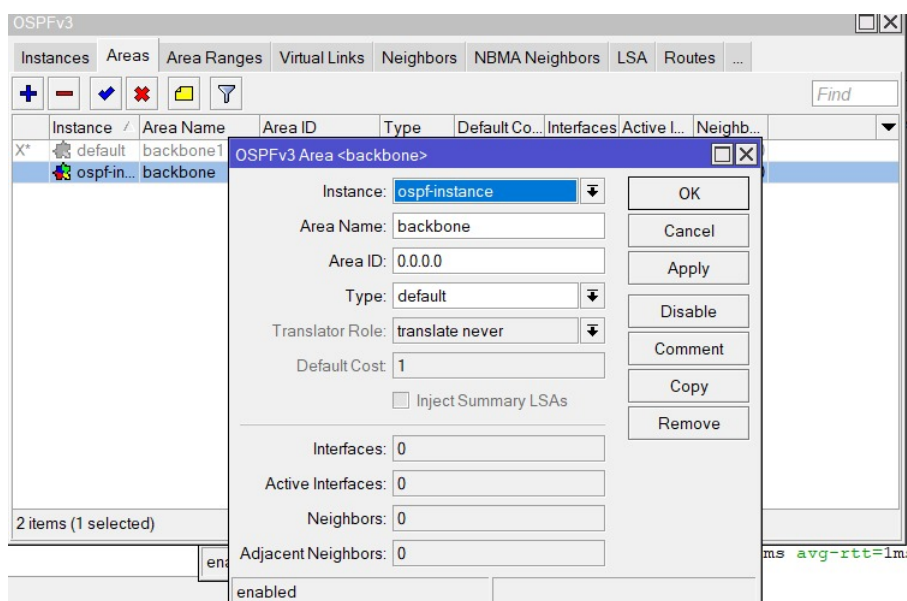 OSPFv3
Instances Areas Area Ranges Virtual Links Neighbors NBMA Neighbors LSA Routes ...
Find
Instance Area Name Area ID Type Default Co... Interfaces Active I... Neighb...
X* default backbone1
ospf-in... backbone
OSPFv3 Area <backbone>
Instance: ospf-instance
OK
Area Name: backbone
Cancel
Area ID: 0.0.0.0
Apply
Type: default
Disable
Translator Role: translate never
Comment
Default Cost: 1
Copy
Inject Summary LSAs
Remove
Interfaces: 0
Active Interfaces: 0
Neighbors: 0
2 items (1 selected)
Adjacent Neighbors: 0
ena
ms avg-rtt=1m
enabled